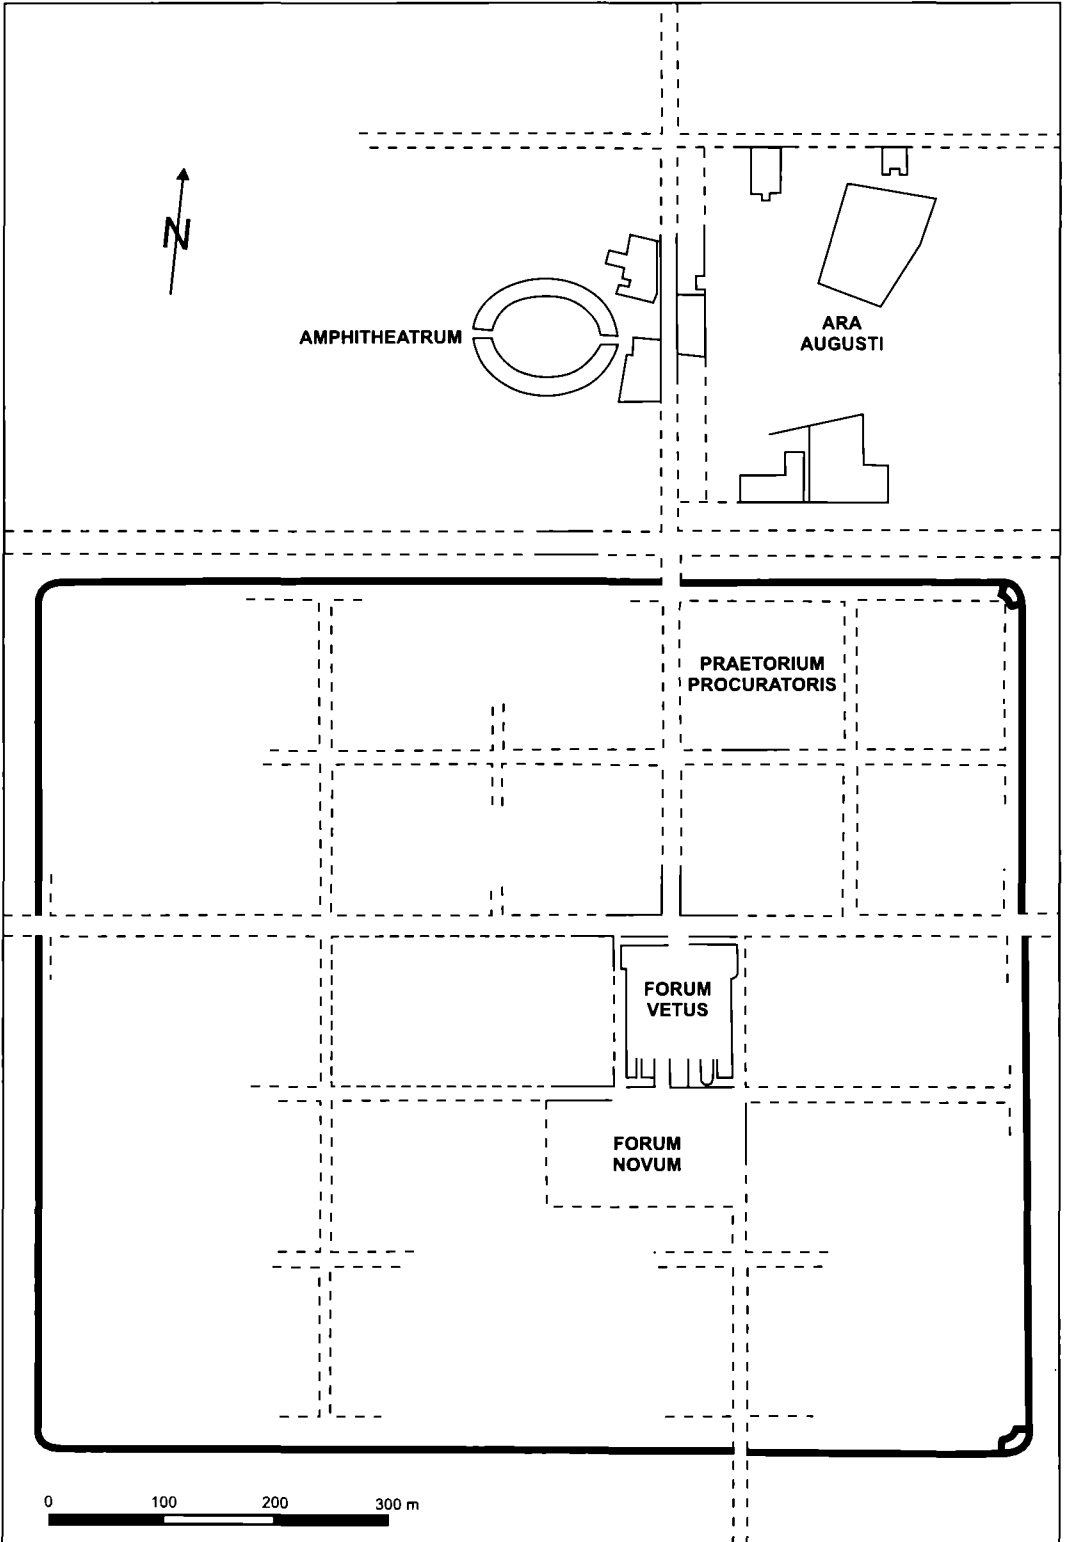 N
AMPHITHEATRUM
ARA
AUGUSTI
PRAETORIUM
PROCURATORIS
FORUM
VETUS
FORUM
NOVUM
0 100 200 300 m